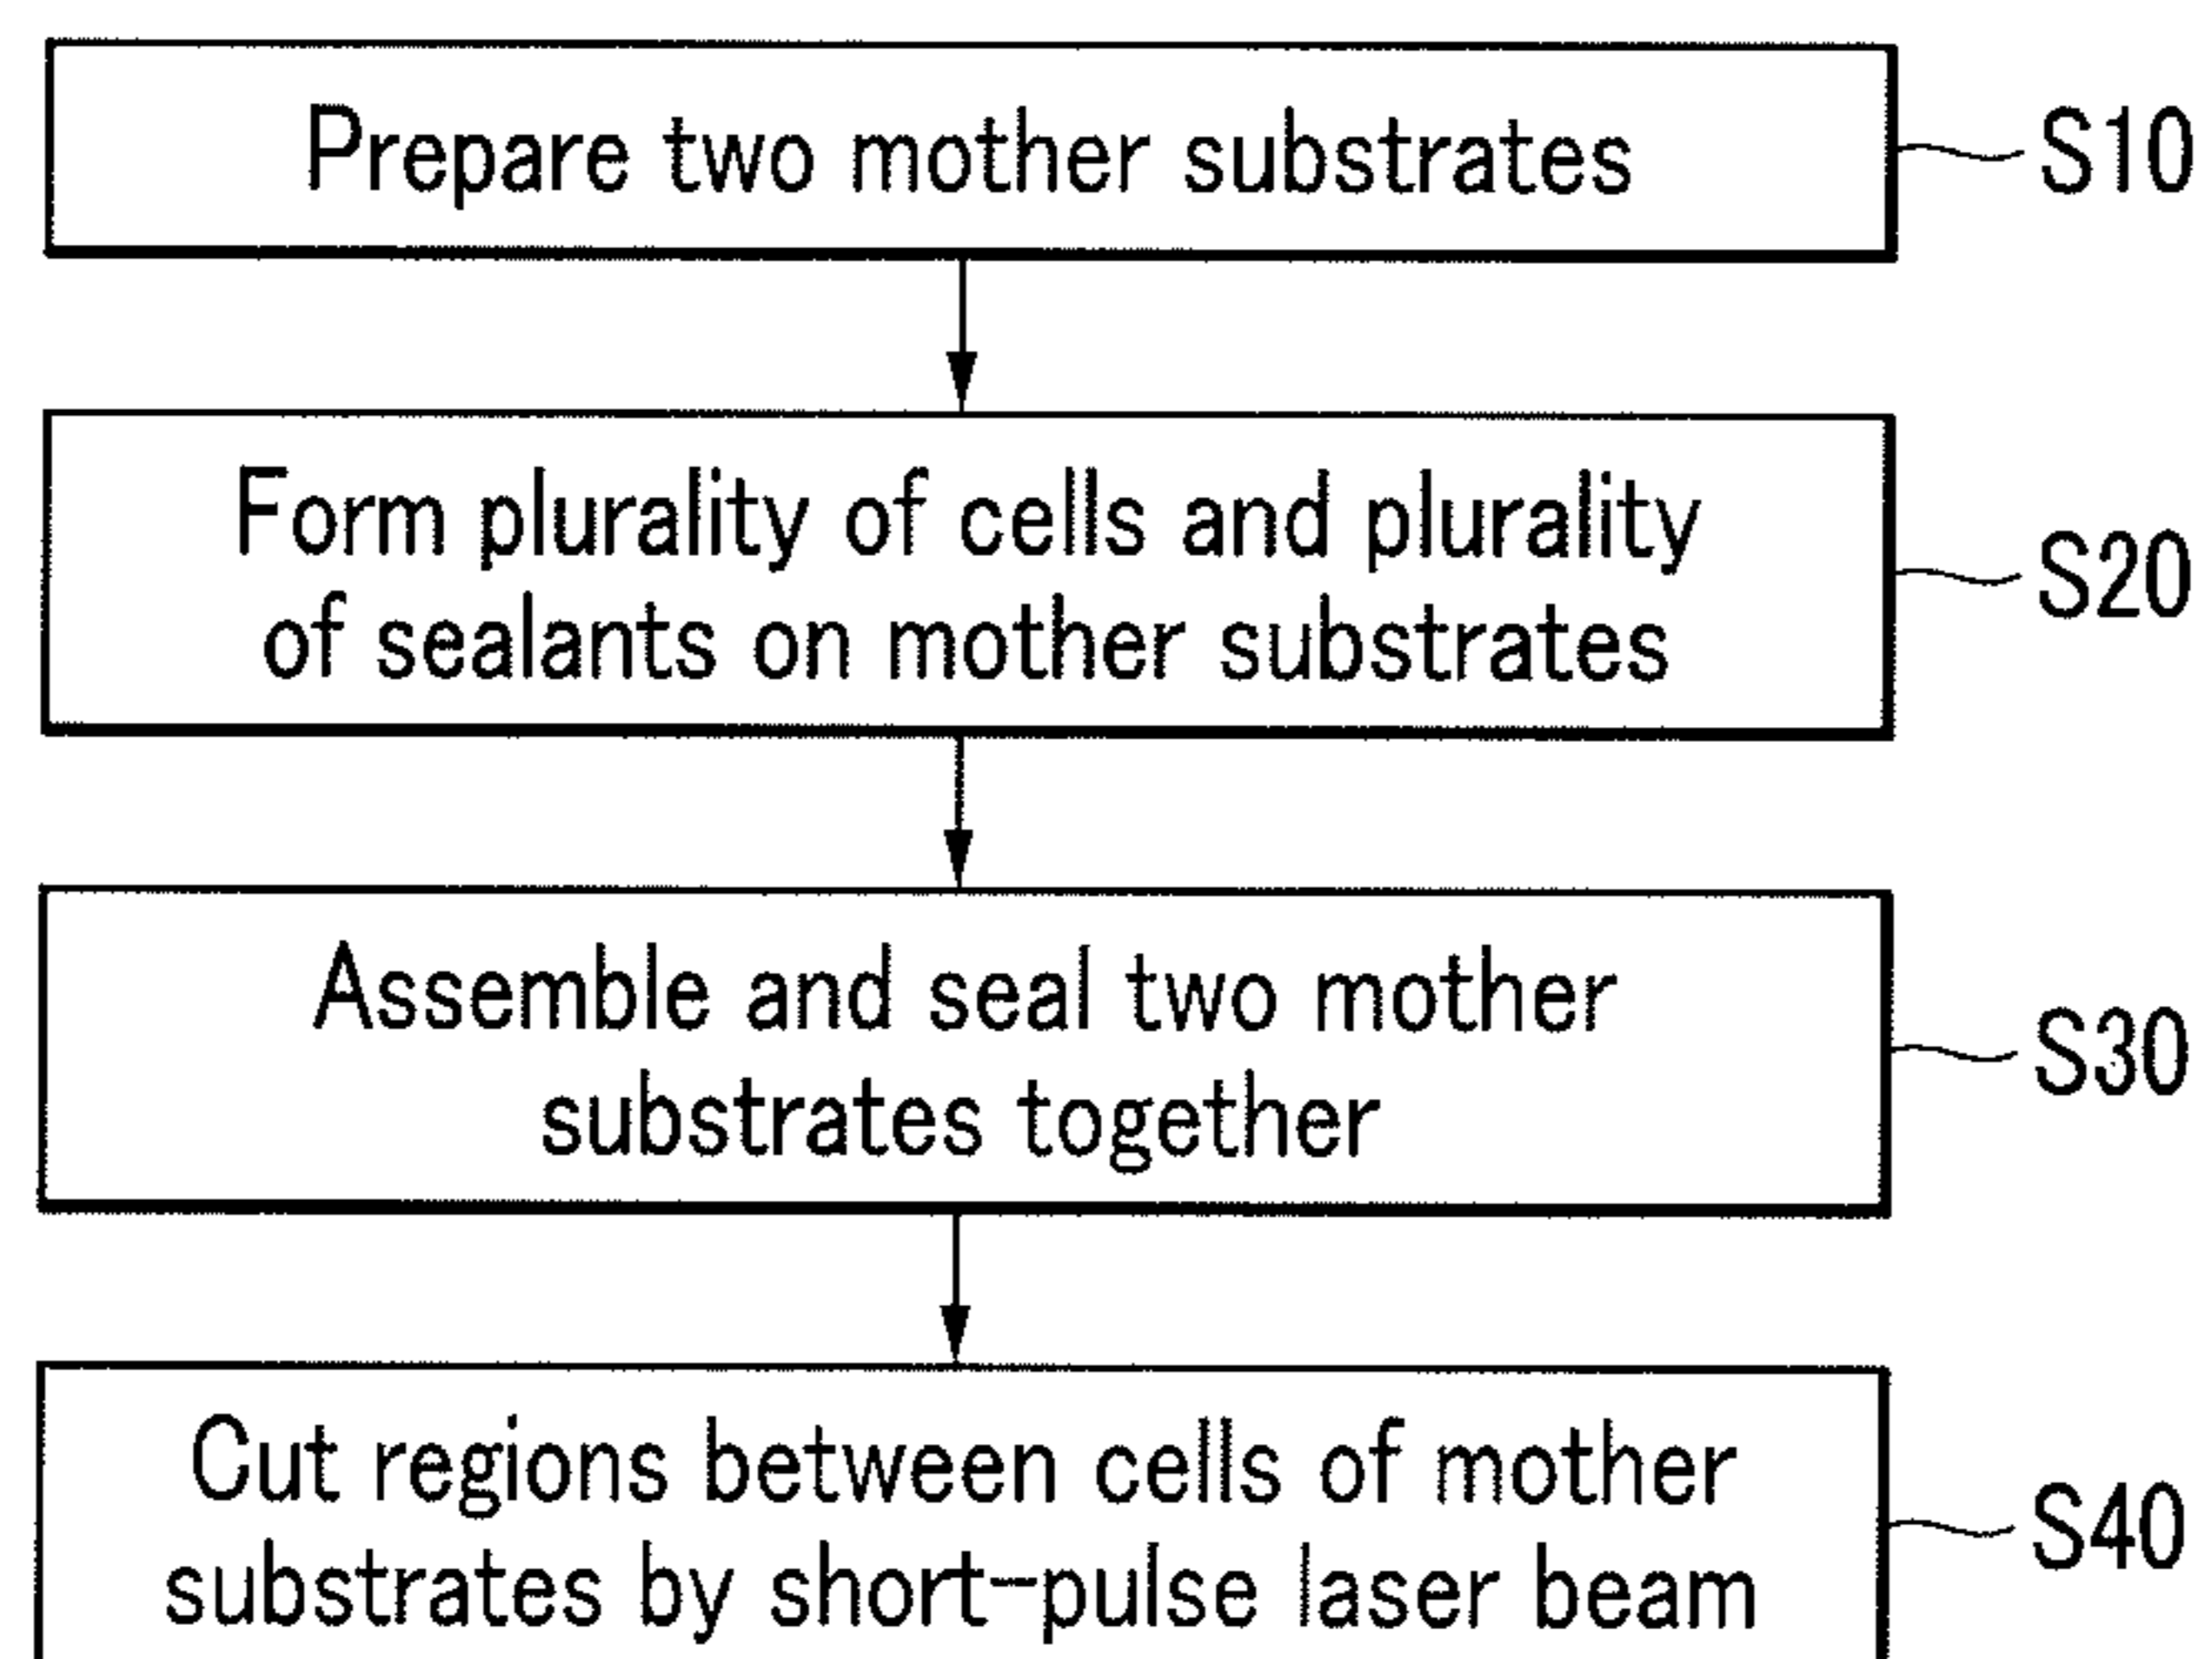 Prepare two mother substrates
S10
Form plurality of cells and plurality
of sealants on mother substrates
S20
Assemble and seal two mother
substrates together
S30
Cut regions between cells of mother
substrates by short-pulse laser beam
S40